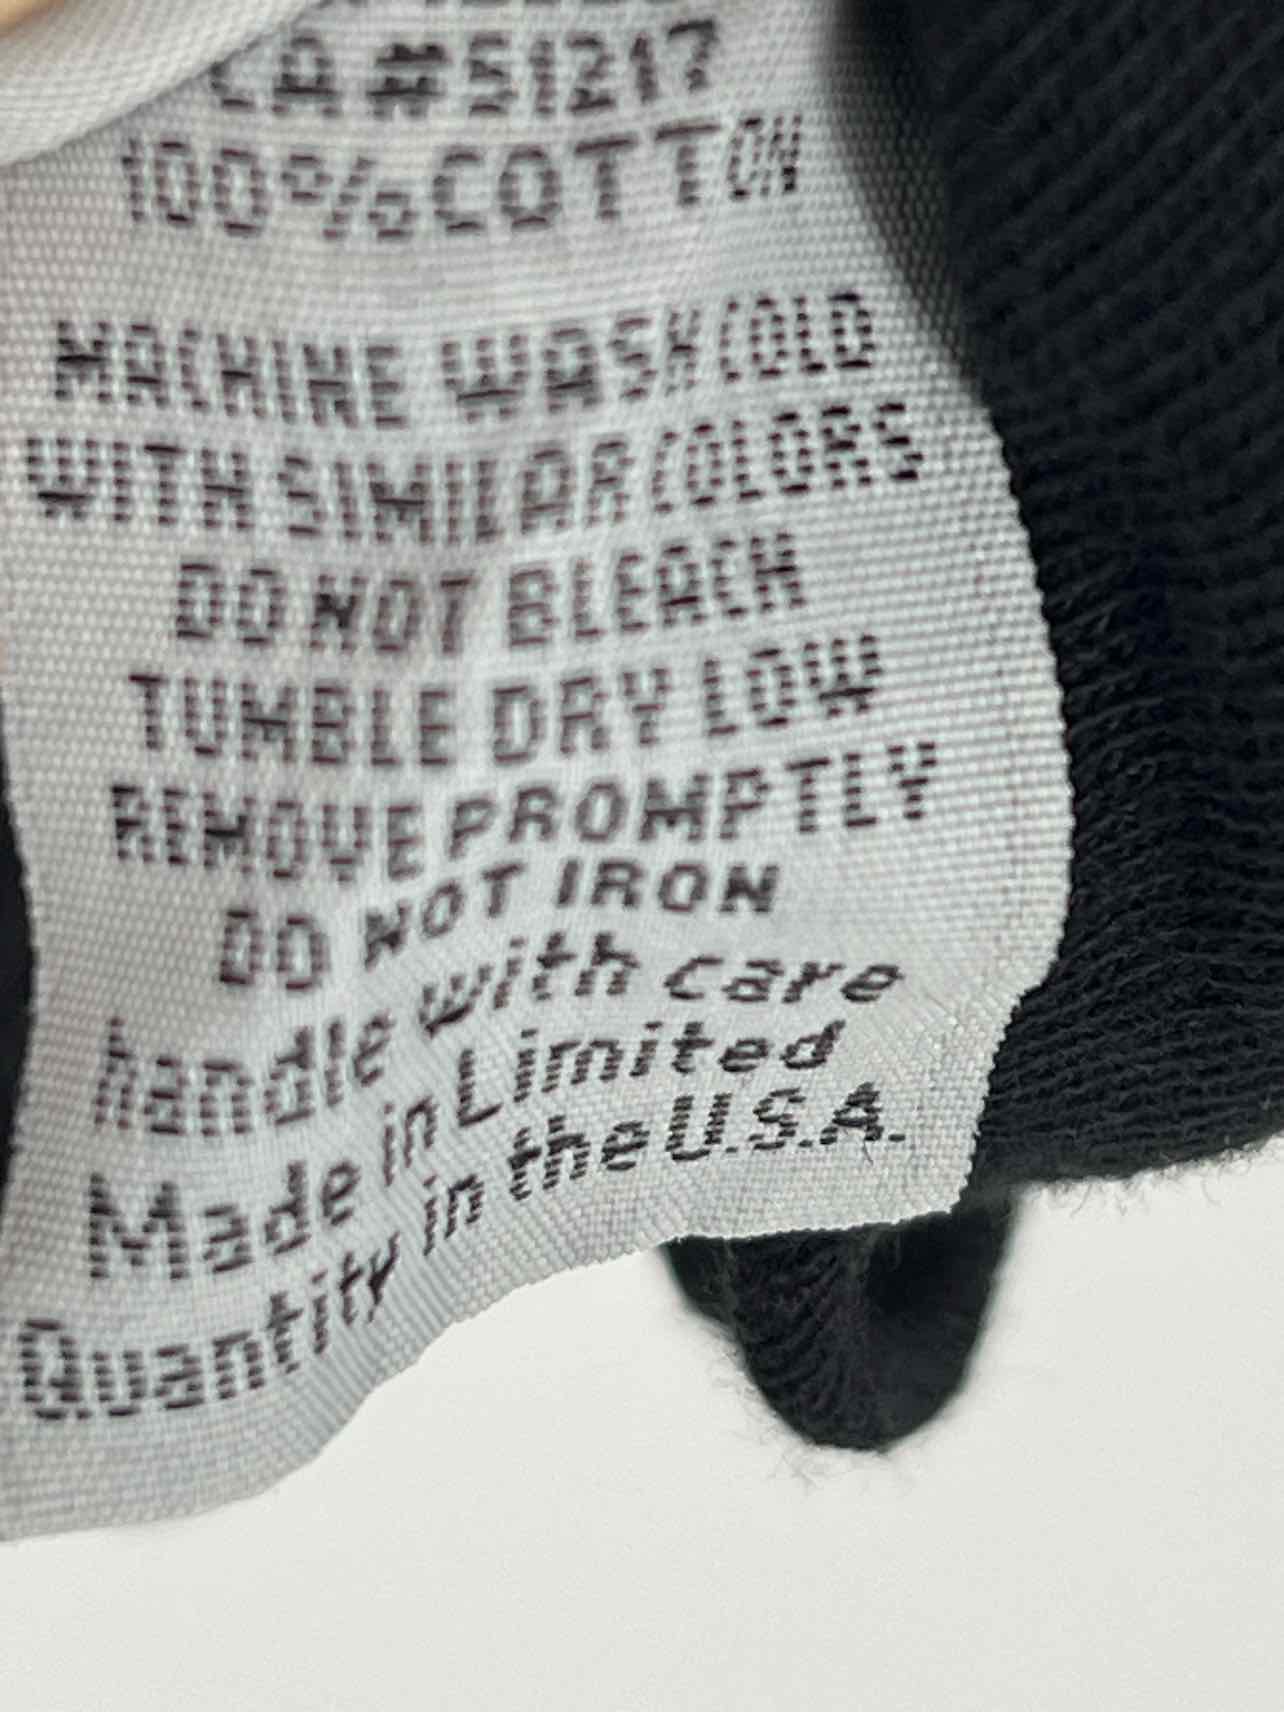 CA#51217
100%COTTON
MACHINE WASH COLD
WITH SIMILAR COLORS
DO NOT BLEACH
TUMBLE DRY LOW
REMOVE PROMPTLY
DO NOT IRON
handle with care
Made in Limited
Quantity in the U.S.A.